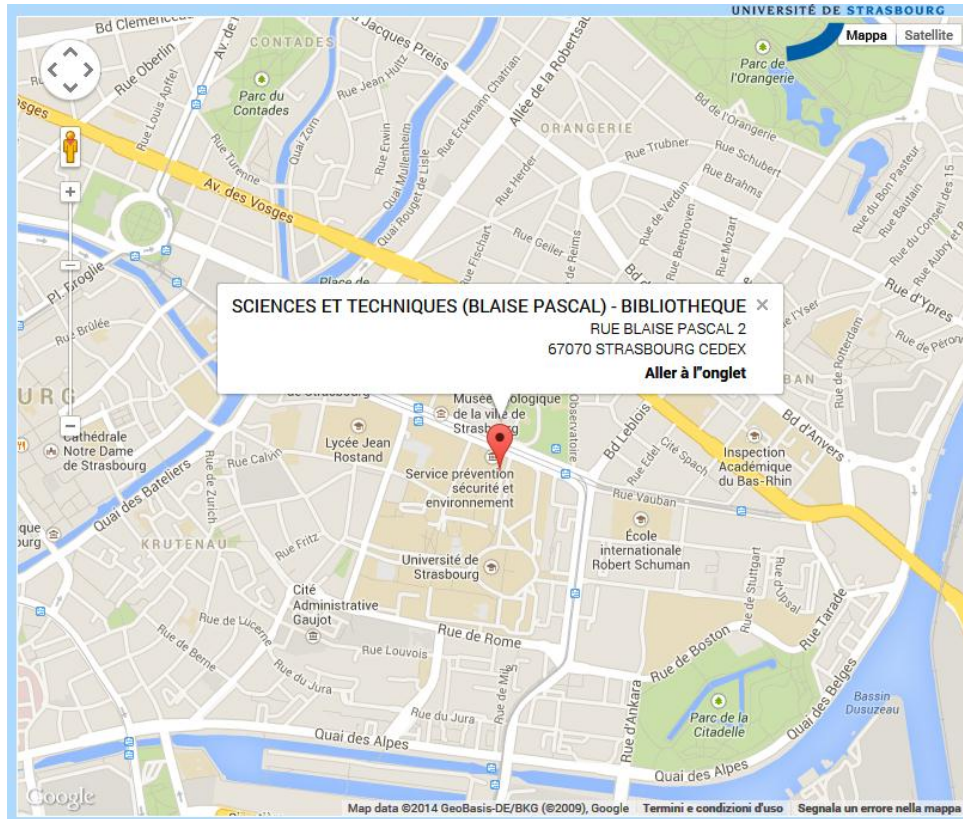 UNIVERSITÉ DE STRASBOURG
Mappa
Satellite
Bd Clemenceau
Av. de
CONTADES
Jacques Preiss
Allée de la Robertsau
Parc de
l'Orangerie
Rue Oberlin
Rue Louis Apffel
Parc du
Contades
Rue Jean Hultz
Rue Erckmann Chatrian
Bd de l'Orangerie
ORANGERIE
Quai Zorn
Rue Turenne
Rue Erwin
Quai Mullenheim
Quai Rouget de Lisle
Rue Herder
Rue Trubner
Rue Schubert
Rue Brahms
Rue du Bon Pasteur
Rue Bautain
Rue du Conseil des 15
Rue Aubry et R
Av. des Vosges
Rue Fischart
Rue Geiler
de Reims
Rue de Verdun
Rue Beethoven
Rue Mozart
Pl. Broglie
Place de
Bd d
Rue d'Ypres
Rue Brûlée
SCIENCES ET TECHNIQUES (BLAISE PASCAL) - BIBLIOTHEQUE
RUE BLAISE PASCAL 2
67070 STRASBOURG CEDEX
Aller à l''onglet
Rue l'Yser
Rue de Rotterdam
Rue de Péron
URG
de Strasbourg
Musée ologique
de la ville de
Strasbourg
Observatoire
BAN
Bd d'Anvers
Cathédrale
Notre Dame
de Strasbourg
Lycée Jean
Rostand
Bd Leblois
Rue Edel
Cité Spach
Inspection
Académique
du Bas-Rhin
Rue Calvin
Rue de Zurich
Quai des Bateliers
Service prévention
sécurité et
environnement
Rue Vauban
KRUTENAU
Rue Fritz
École
internationale
Robert Schuman
Université de
Strasbourg
Cité
Administrative
Gaujot
Rue de Stuttgart
Rue d'Upsal
Rue Tarade
Rue de Lucerne
Rue de Berne
Rue de Rome
Rue Louvois
Rue de Boston
Rue du Jura
Rue de Mil
Rue du Jura
Rue d'Ankara
Parc de la
Citadelle
Quai des Belges
Bassin
Dusuzeau
Quai des Alpes
Quai des Alpes
Google
Map data ©2014 GeoBasis-DE/BKG (©2009), Google
Termini e condizioni d'uso
Segnala un errore nella mappa